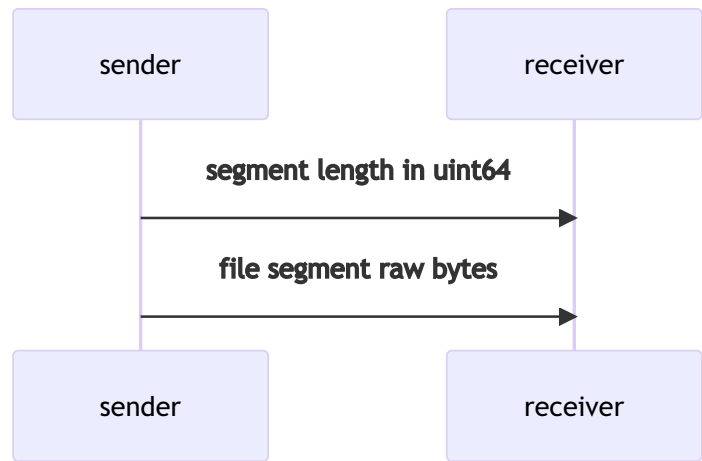 sender
receiver
segment length in uint64
file segment raw bytes
sender
receiver